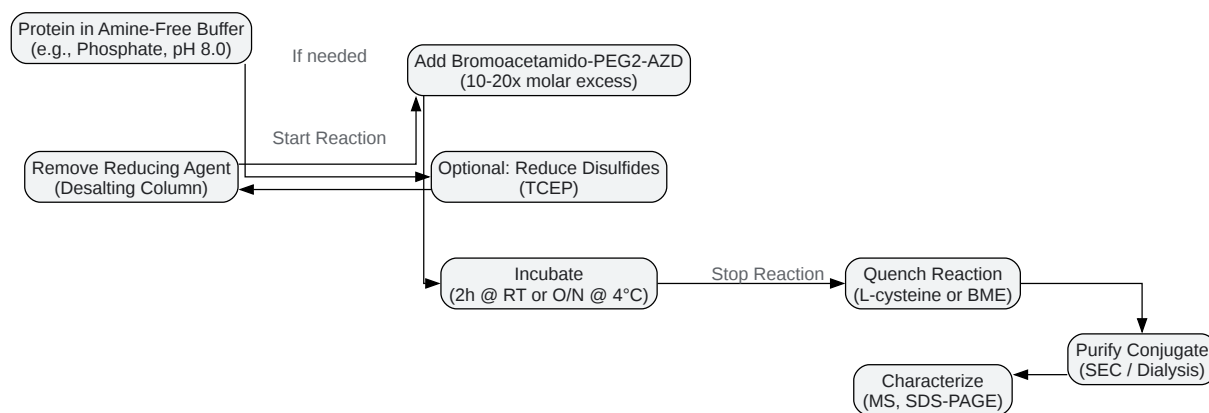 Protein in Amine-Free Buffer
(e.g., Phosphate, pH 8.0)
If needed
Add Bromoacetamido-PEG2-AZD
(10-20x molar excess)
Start Reaction
Remove Reducing Agent
(Desalting Column)
Optional: Reduce Disulfides
(TCEP)
Incubate
(2h @ RT or O/N @ 4°C)
Stop Reaction
Quench Reaction
(L-cysteine or BME)
Purify Conjugate
(SEC / Dialysis)
Characterize
(MS, SDS-PAGE)